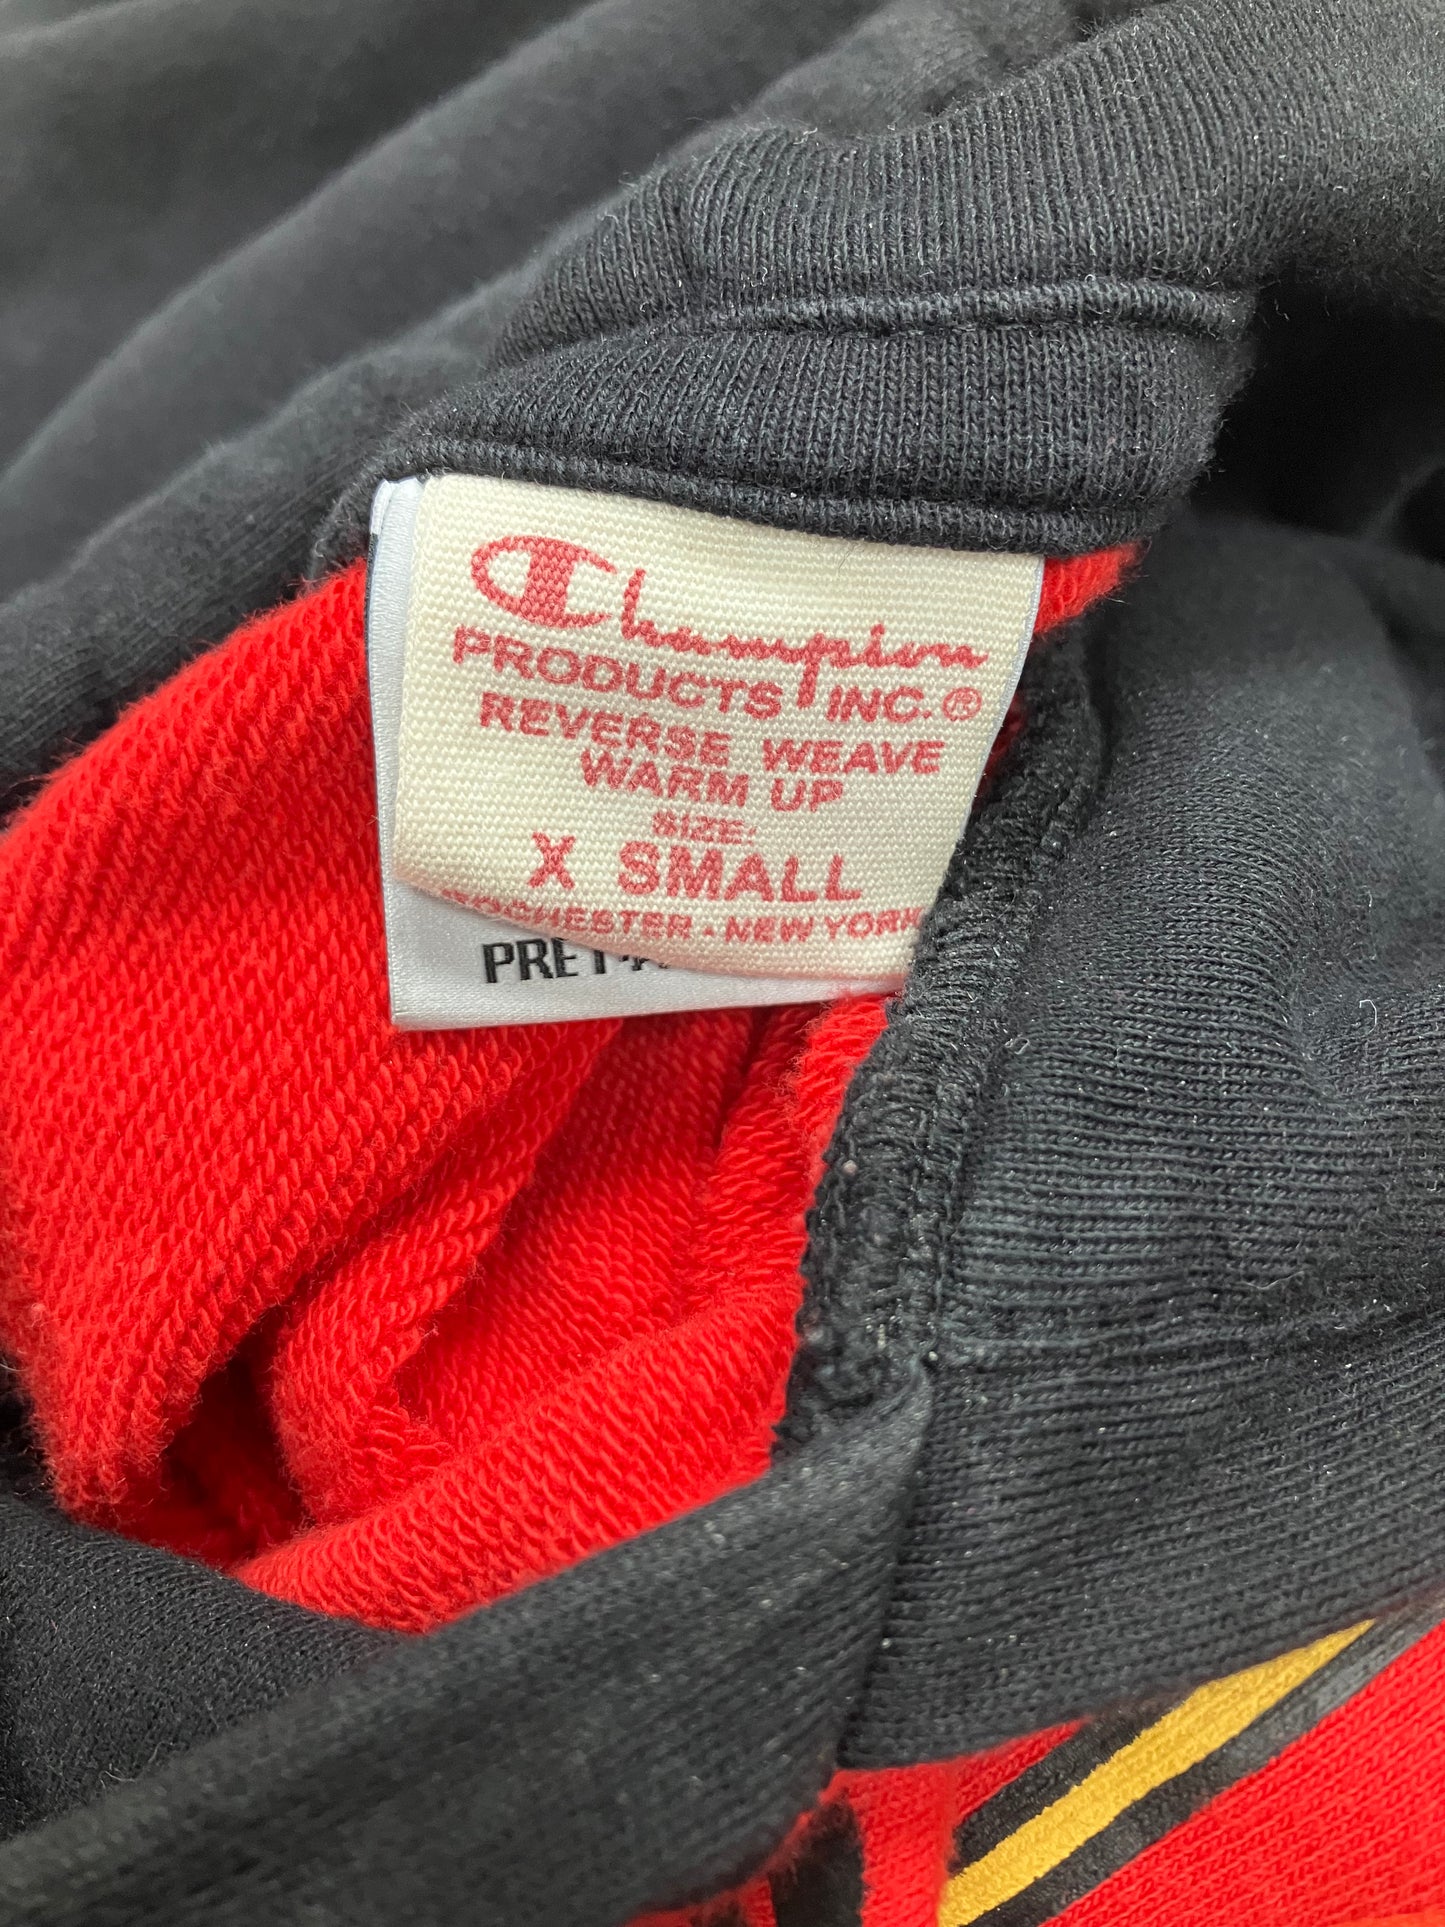 Champion
PRODUCTS INC.®
REVERSE WEAVE
WARM UP
SIZE:
X SMALL
ROCHESTER - NEW YORK